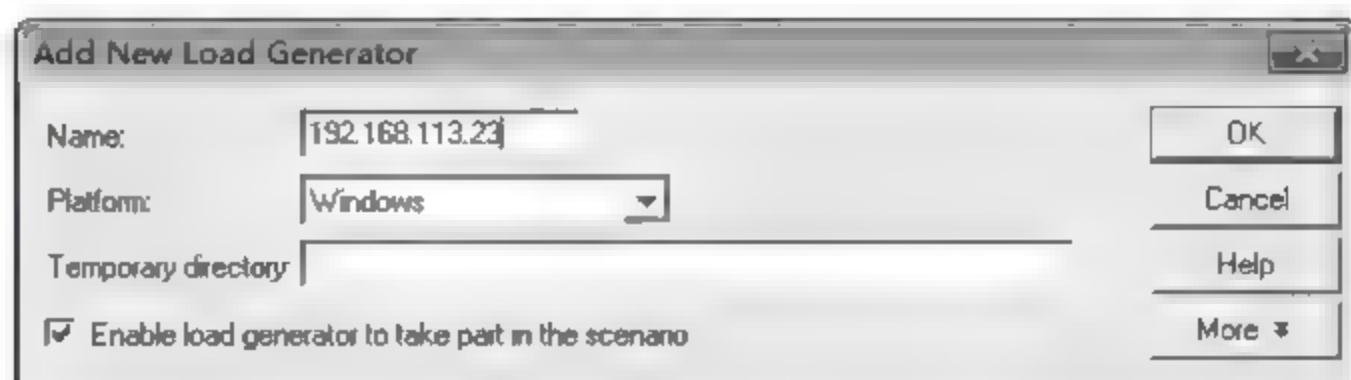 Add New Load Generator
Name: 192.168.113.23 OK
Platform: Windows Cancel
Temporary directory Help
Enable load generator to take part in the scenario More